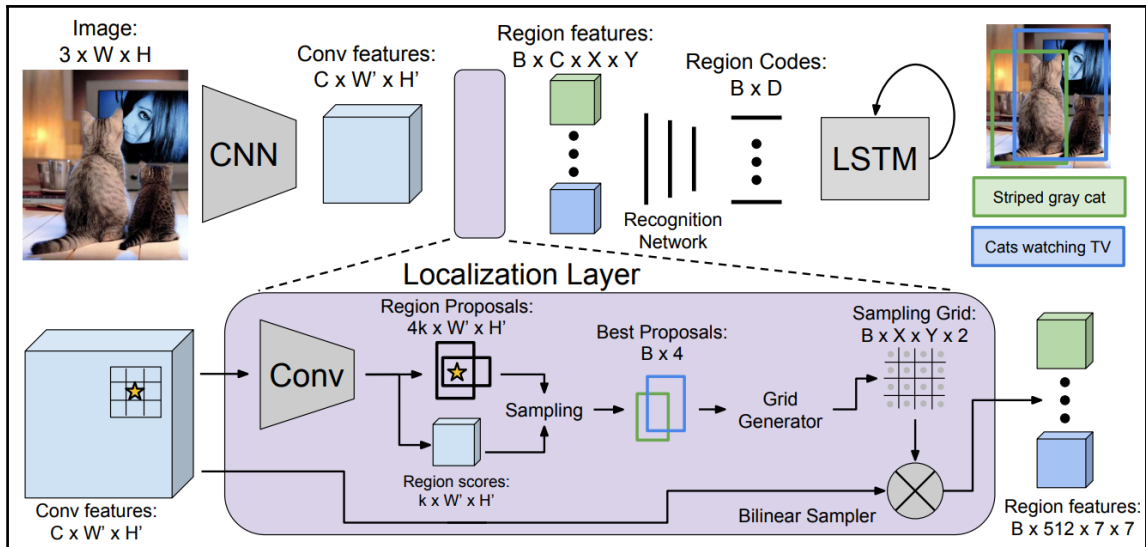 Image:
3 x W x H
Conv features:
C x W' x H'
Region features:
B x C x X x Y
Region Codes:
B x D
CNN
LSTM
Recognition
Network
Striped gray cat
Cats watching TV
Localization Layer
Region Proposals:
4k x W' x H'
Conv
Sampling
Region scores:
k x W' x H'
Best Proposals:
B x 4
Grid
Generator
Sampling Grid:
B x X x Y x 2
Bilinear Sampler
Conv features:
C x W' x H'
Region features:
B x 512 x 7 x 7